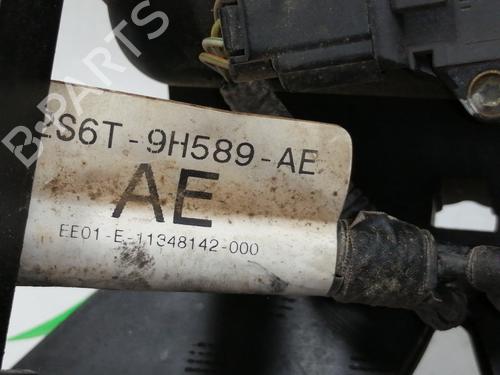 2S6T-9H589-AE
AE
EE01-E 11348142-000
B-PARTS